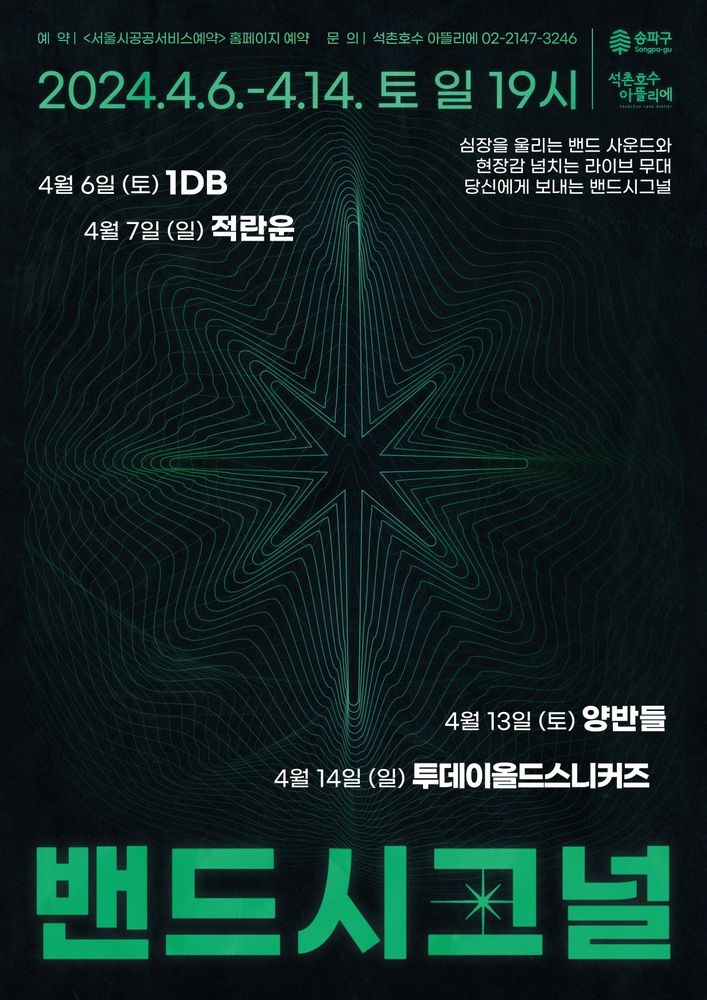 예 약 | <서울시공공서비스예약> 홈페이지 예약 문 의 | 석촌호수 아뜰리에 02-2147-3246
송파구
Songpa-gu
2024.4.6.-4.14. 토 일 19시
석촌호수
아뜰리에
심장을 울리는 밴드 사운드와
현장감 넘치는 라이브 무대
당신에게 보내는 밴드시그널
4월 6일 (토) 1DB
4월 7일 (일) 적란운
4월 13일 (토) 양반들
4월 14일 (일) 투데이올드스니커즈
밴드시그널